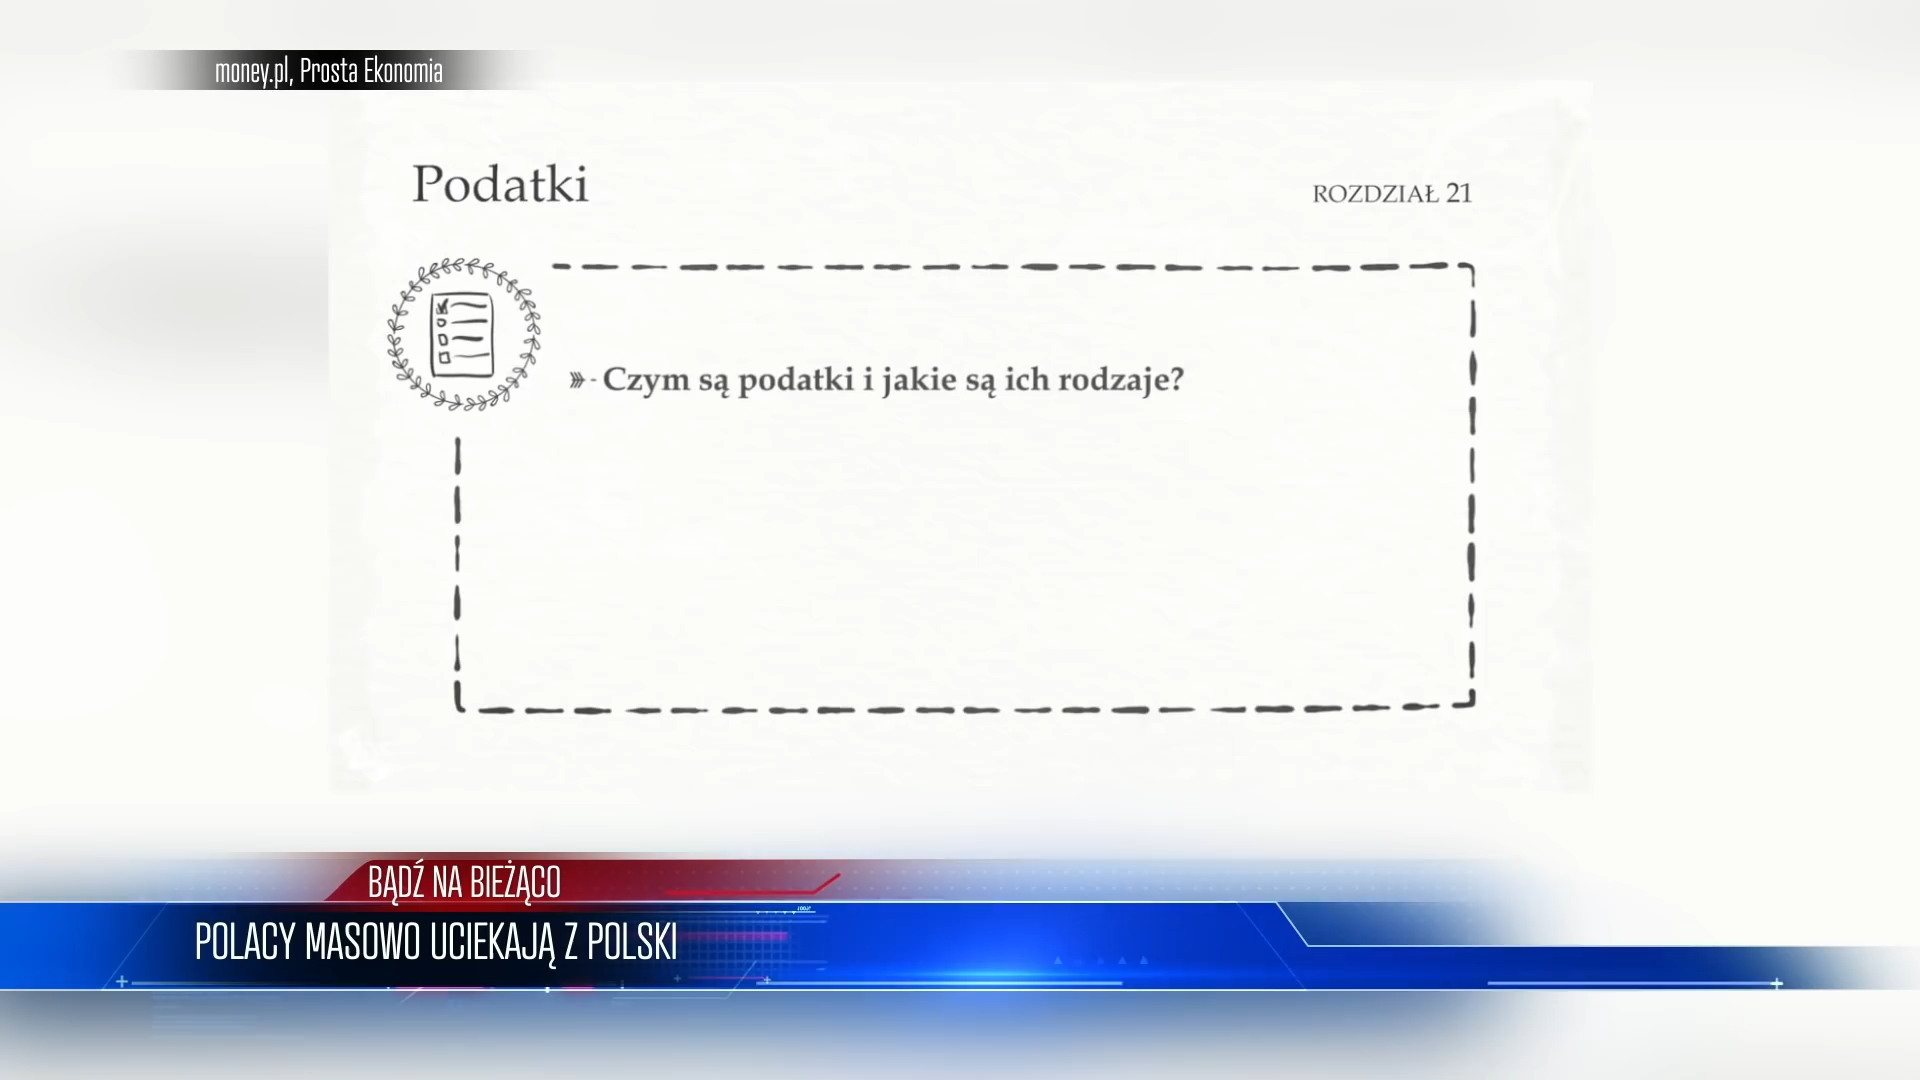 money.pl, Prosta Ekonomia
Podatki
ROZDZIAŁ 21
Czym są podatki i jakie są ich rodzaje?
BĄDŹ NA BIEŻĄCO
POLACY MASOWO UCIEKAJĄ Z POLSKI